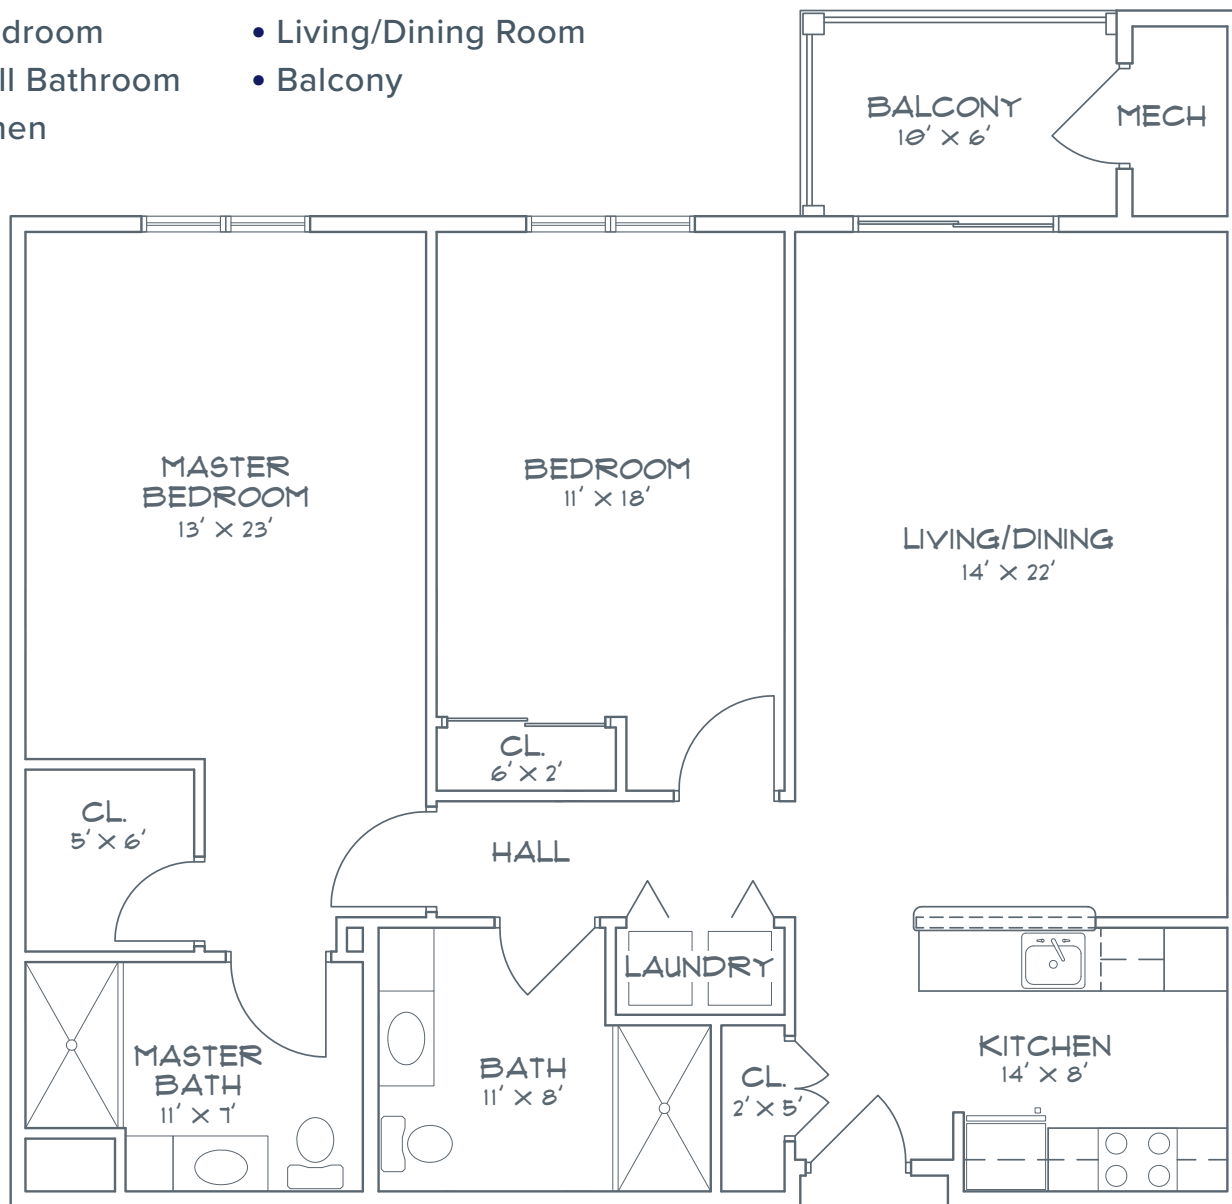 droom
ll Bathroom
nen
• Living/Dining Room
• Balcony
BALCONY
10' X 6'
MECH
MASTER
BEDROOM
13' X 23'
BEDROOM
11' X 18'
LIVING/DINING
14' X 22'
CL.
6' X 2'
CL.
5' X 6'
HALL
LAUNDRY
MASTER
BATH
11' X 7'
BATH
11' X 8'
CL.
2' X 5'
KITCHEN
14' X 8'